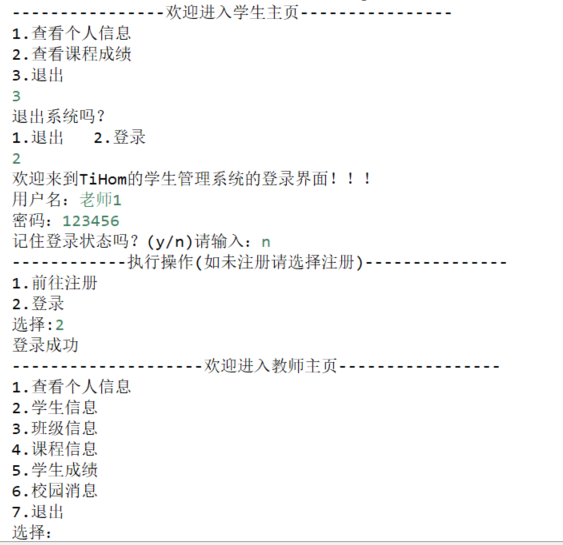 ----------------欢迎进入学生主页----------------
1.查看个人信息
2.查看课程成绩
3.退出
3
退出系统吗?
1.退出   2.登录
2
欢迎来到TiHom的学生管理系统的登录界面！！！
用户名：老师1
密码：123456
记住登录状态吗？(y/n)请输入：n
------------执行操作(如未注册请选择注册)---------------
1.前往注册
2.登录
选择:2
登录成功
--------------------欢迎进入教师主页-----------------
1.查看个人信息
2.学生信息
3.班级信息
4.课程信息
5.学生成绩
6.校园消息
7.退出
选择：